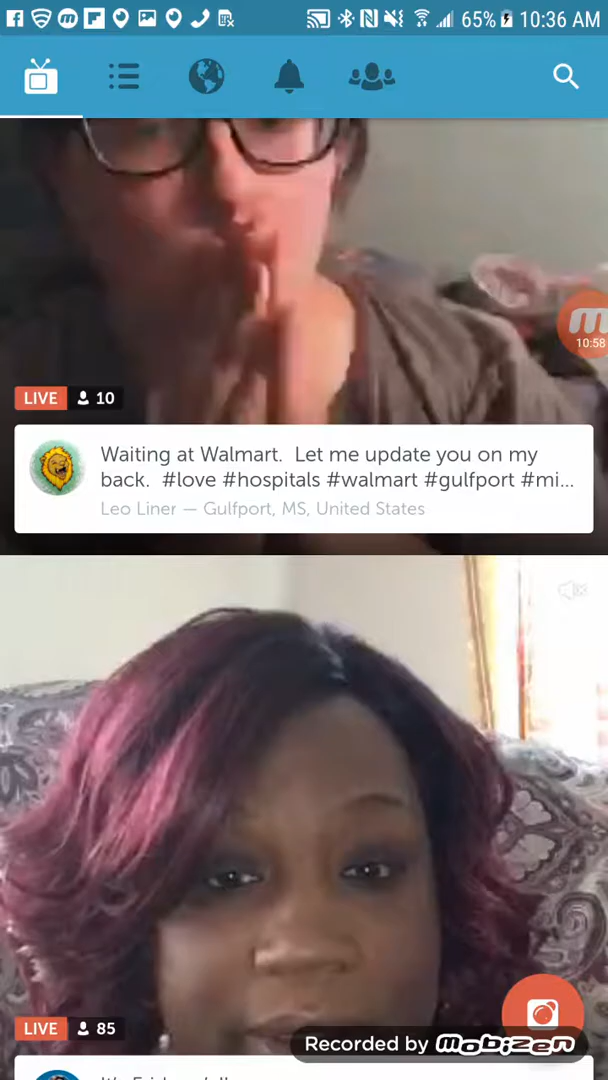 65% 10:36 AM
10:58
LIVE 10
Waiting at Walmart. Let me update you on my
back. #love #hospitals #walmart #gulfport #mi...
Leo Liner — Gulfport, MS, United States
LIVE 85
Recorded by mobizen